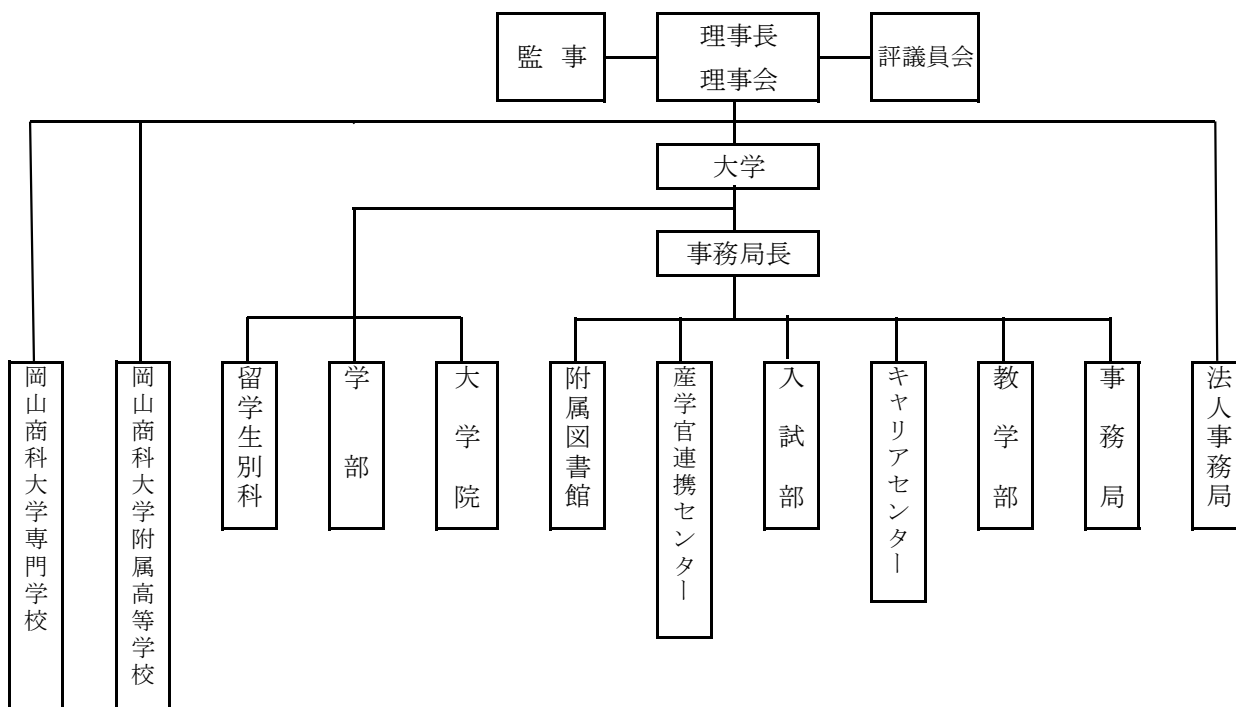 監 事
理事長
理事会
評議員会
大学
事務局長
岡山商科大学専門学校
岡山商科大学附属高等学校
留学生別科
学部
大学院
附属図書館
産学官連携センター
入試部
キャリアセンター
教学部
事務局
法人事務局